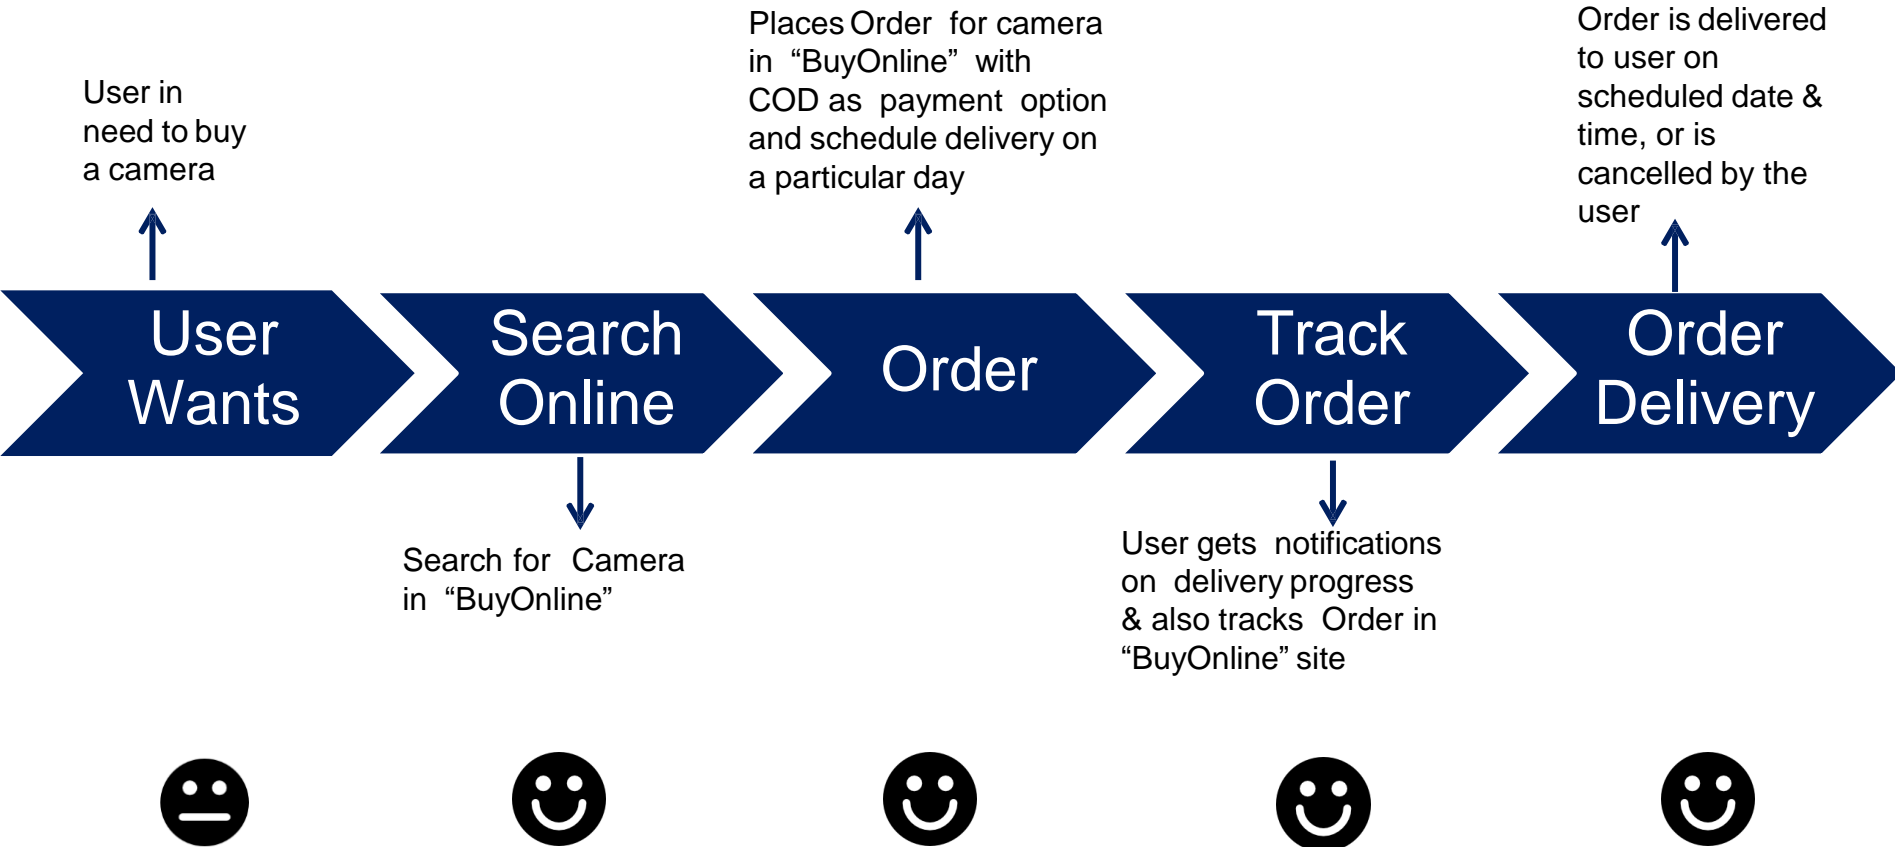 User in
need to buy
a camera
Places Order for camera
in “BuyOnline” with
COD as payment option
and schedule delivery on
a particular day
Order is delivered
to user on
scheduled date &
time, or is
cancelled by the
user
User
Wants
Search
Online
Order
Track
Order
Order
Delivery
Search for Camera
in “BuyOnline”
User gets notifications
on delivery progress
& also tracks Order in
“BuyOnline” site